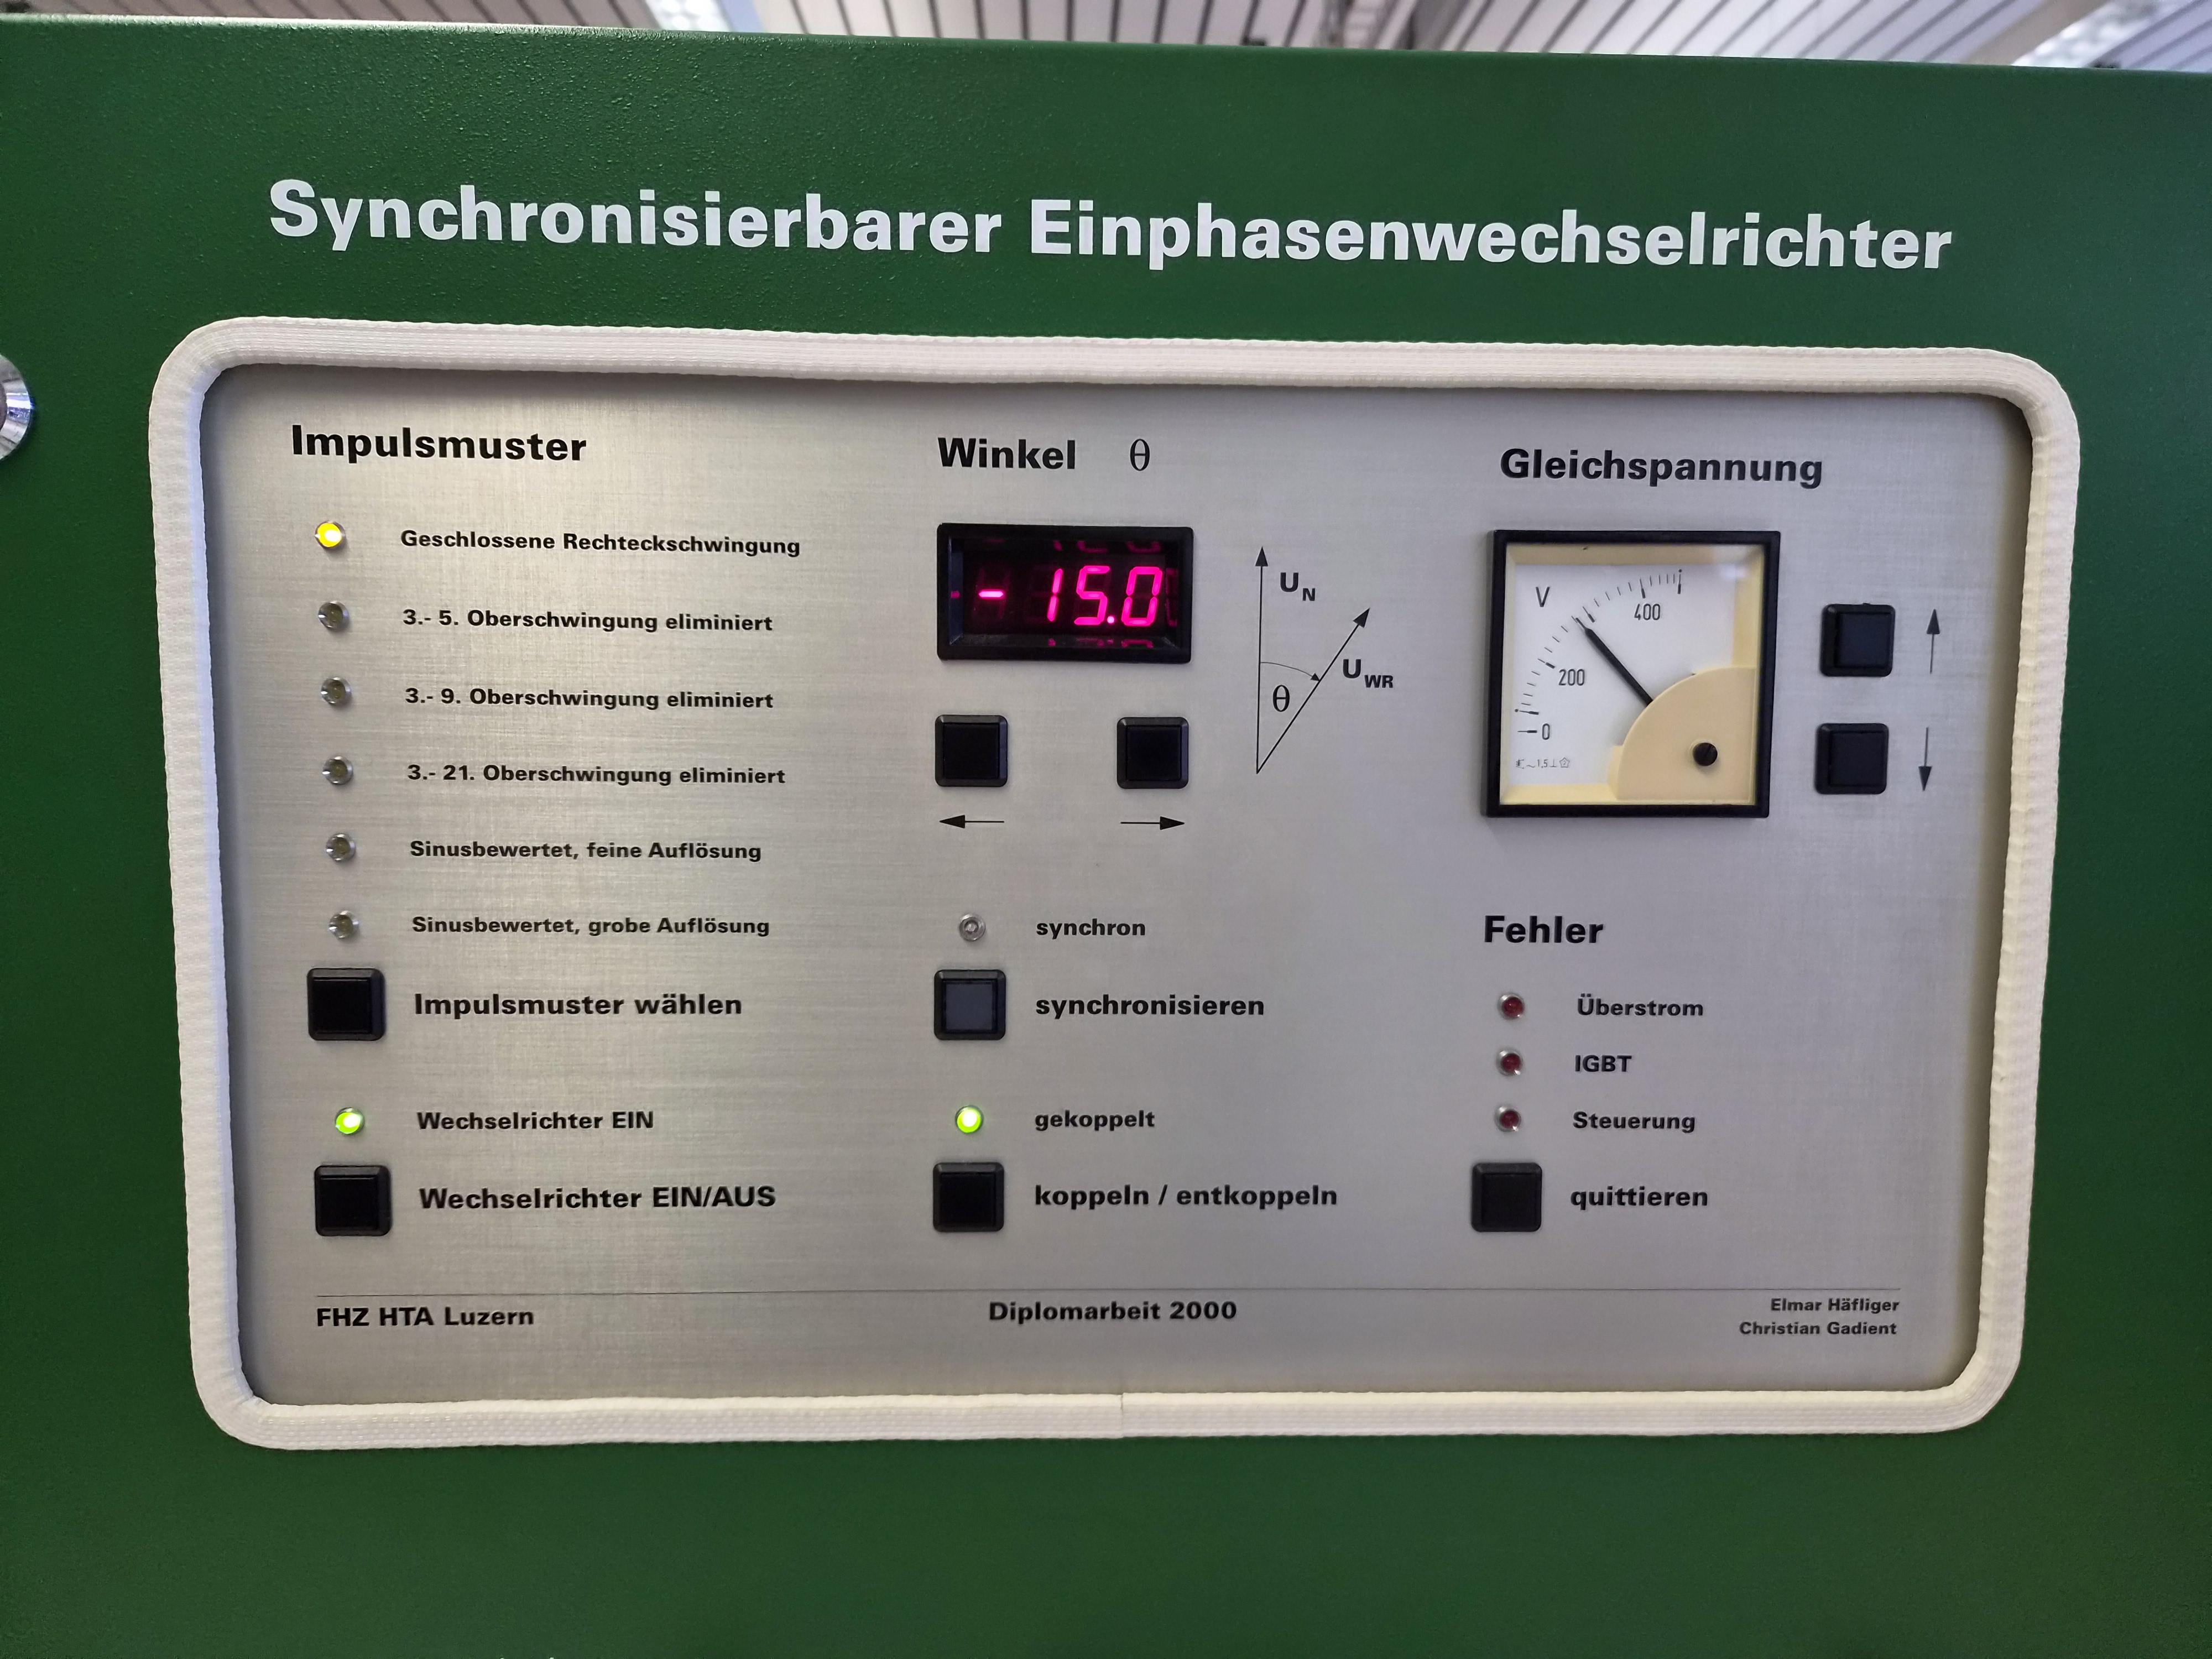 Synchronisierbarer Einphasenwechselrichter
Impulsmuster
Geschlossene Rechteckschwingung
3.- 5. Oberschwingung eliminiert
3.- 9. Oberschwingung eliminiert
3.- 21. Oberschwingung eliminiert
Sinusbewertet, feine Auflösung
Sinusbewertet, grobe Auflösung
Impulsmuster wählen
Wechselrichter EIN
Wechselrichter EIN/AUS
Winkel θ
-15.0
UN
UWR
θ
synchron
synchronisieren
gekoppelt
koppeln / entkoppeln
Gleichspannung
V
400
200
0
Fehler
Überstrom
IGBT
Steuerung
quittieren
FHZ HTA Luzern
Diplomarbeit 2000
Elmar Häfliger
Christian Gadient